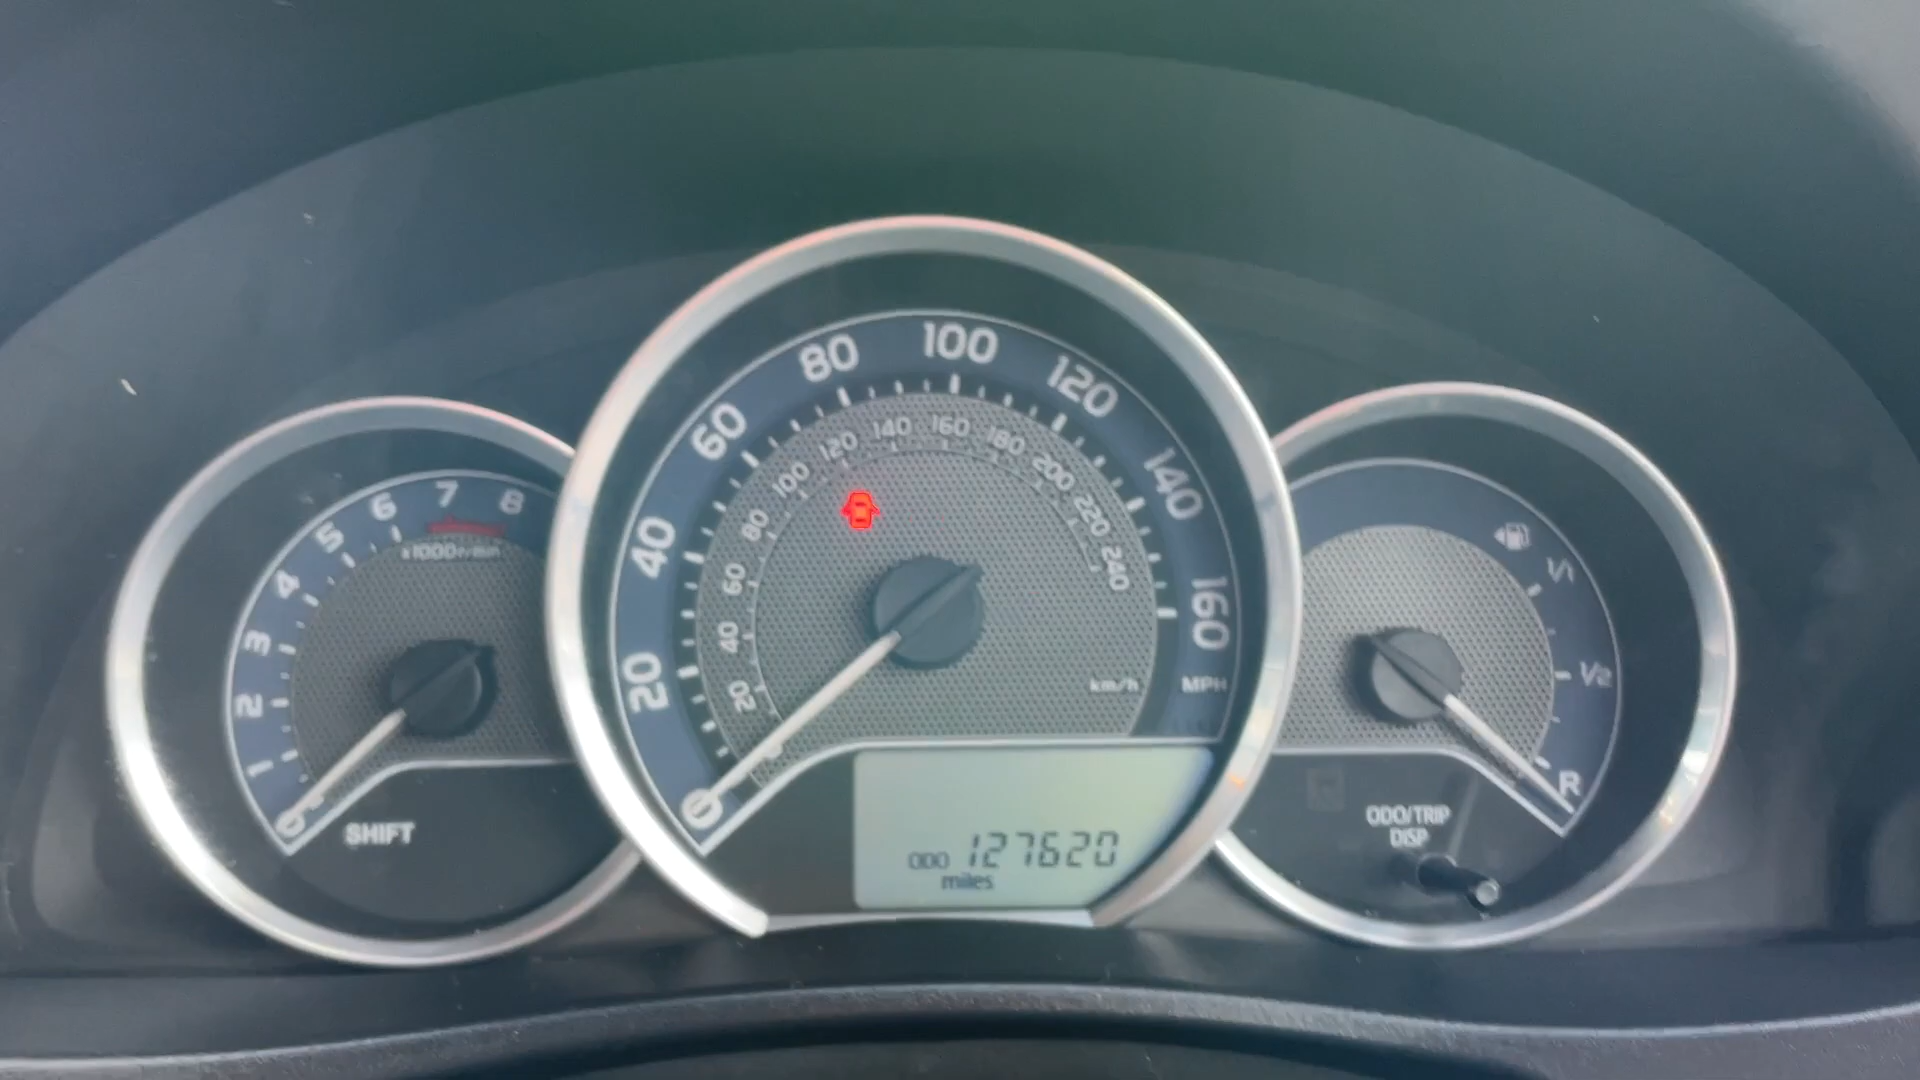 0 1 2 3 4 5 6 7 8
x1000r/min
SHIFT
0 20 40 60 80 100 120 140 160
MPH
20 40 60 80 100 120 140 160 180 200 220 240
km/h
ODO 127620
miles
1/1
1/2
R
ODO/TRIP
DISP